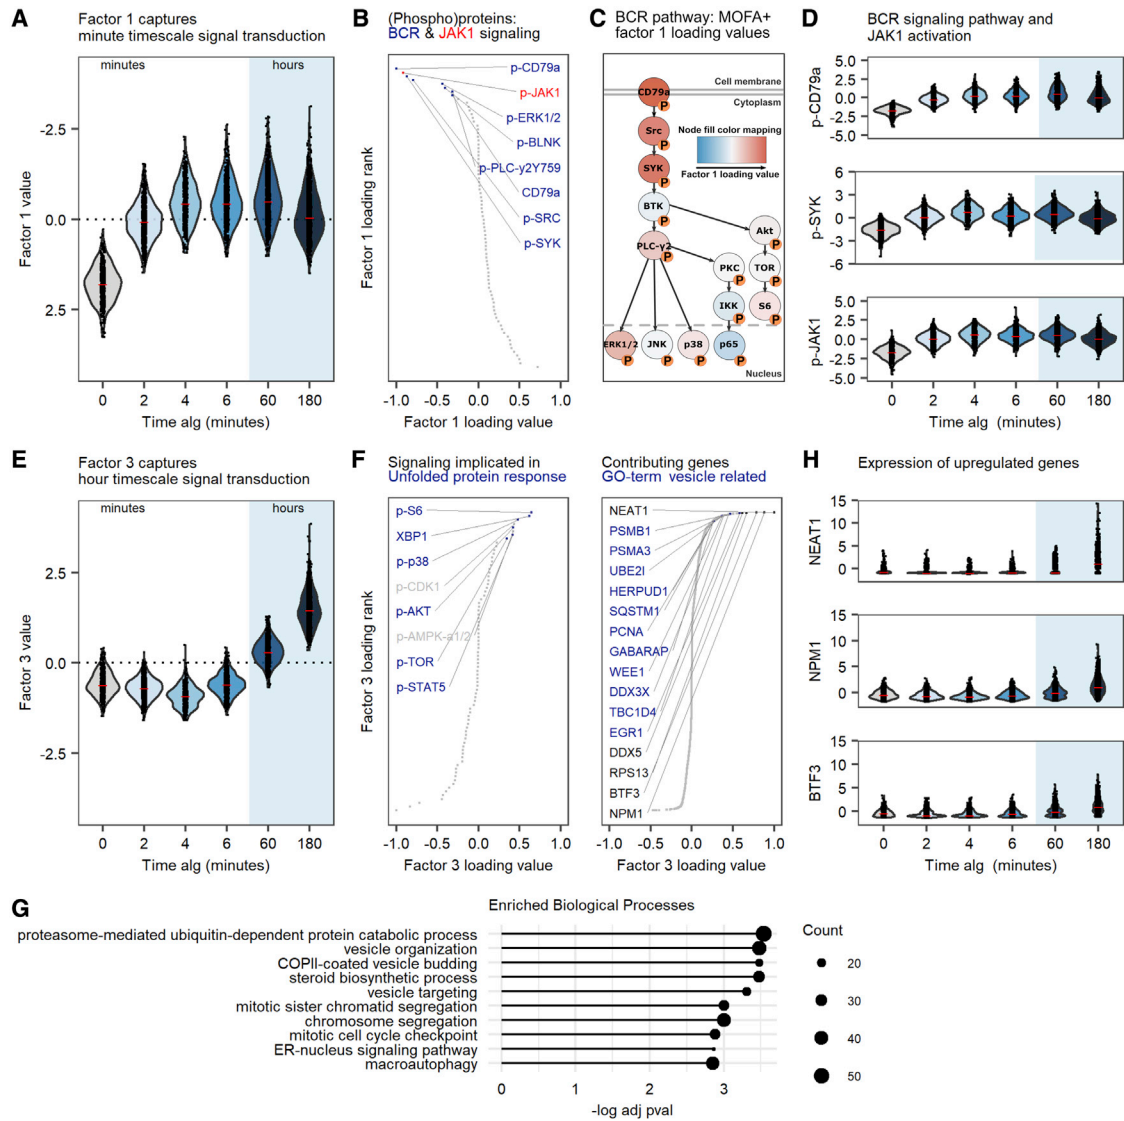 A
Factor 1 captures
minute timescale signal transduction
minutes
hours
Factor 1 value
-2.5
0.0
2.5
0 2 4 6 60 180
Time alg (minutes)
B
(Phospho)proteins:
BCR & JAK1 signaling
Factor 1 loading rank
p-CD79a
p-JAK1
p-ERK1/2
p-BLNK
p-PLC-y2Y759
CD79a
p-SRC
p-SYK
-1.0 -0.5 0.0 0.5 1.0
Factor 1 loading value
C
BCR pathway: MOFA+
factor 1 loading values
Cell membrane
Cytoplasm
CD79a
P
Src
P
SYK
P
BTK
P
PLC-γ2
P
Node fill color mapping
Factor 1 loading value
Akt
P
PKC
P
TOR
P
IKK
P
S6
P
ERK1/2
P
JNK
P
p38
P
p65
P
Nucleus
D
BCR signaling pathway and
JAK1 activation
p-CD79a
5.0
2.5
0.0
-2.5
-5.0
p-SYK
6
3
0
-3
-6
p-JAK1
5.0
2.5
0.0
-2.5
-5.0
0 2 4 6 60 180
Time alg (minutes)
E
Factor 3 captures
hour timescale signal transduction
minutes
hours
Factor 3 value
2.5
0.0
-2.5
0 2 4 6 60 180
Time alg (minutes)
F
Signaling implicated in
Unfolded protein response
Factor 3 loading rank
p-S6
XBP1
p-p38
p-CDK1
p-AKT
p-AMPK-a1/2
p-TOR
p-STAT5
-1.0 -0.5 0.0 0.5 1.0
Factor 3 loading value
Contributing genes
GO-term vesicle related
NEAT1
PSMB1
PSMA3
UBE2I
HERPUD1
SQSTM1
PCNA
GABARAP
WEE1
DDX3X
TBC1D4
EGR1
DDX5
RPS13
BTF3
NPM1
-1.0 -0.5 0.0 0.5 1.0
Factor 3 loading value
H
Expression of upregulated genes
NEAT1
15
10
5
0
NPM1
15
10
5
0
BTF3
15
10
5
0
0 2 4 6 60 180
Time alg (minutes)
G
Enriched Biological Processes
proteasome-mediated ubiquitin-dependent protein catabolic process
vesicle organization
COPII-coated vesicle budding
steroid biosynthetic process
vesicle targeting
mitotic sister chromatid segregation
chromosome segregation
mitotic cell cycle checkpoint
ER-nucleus signaling pathway
macroautophagy
0 1 2 3
-log adj pval
Count
20
30
40
50